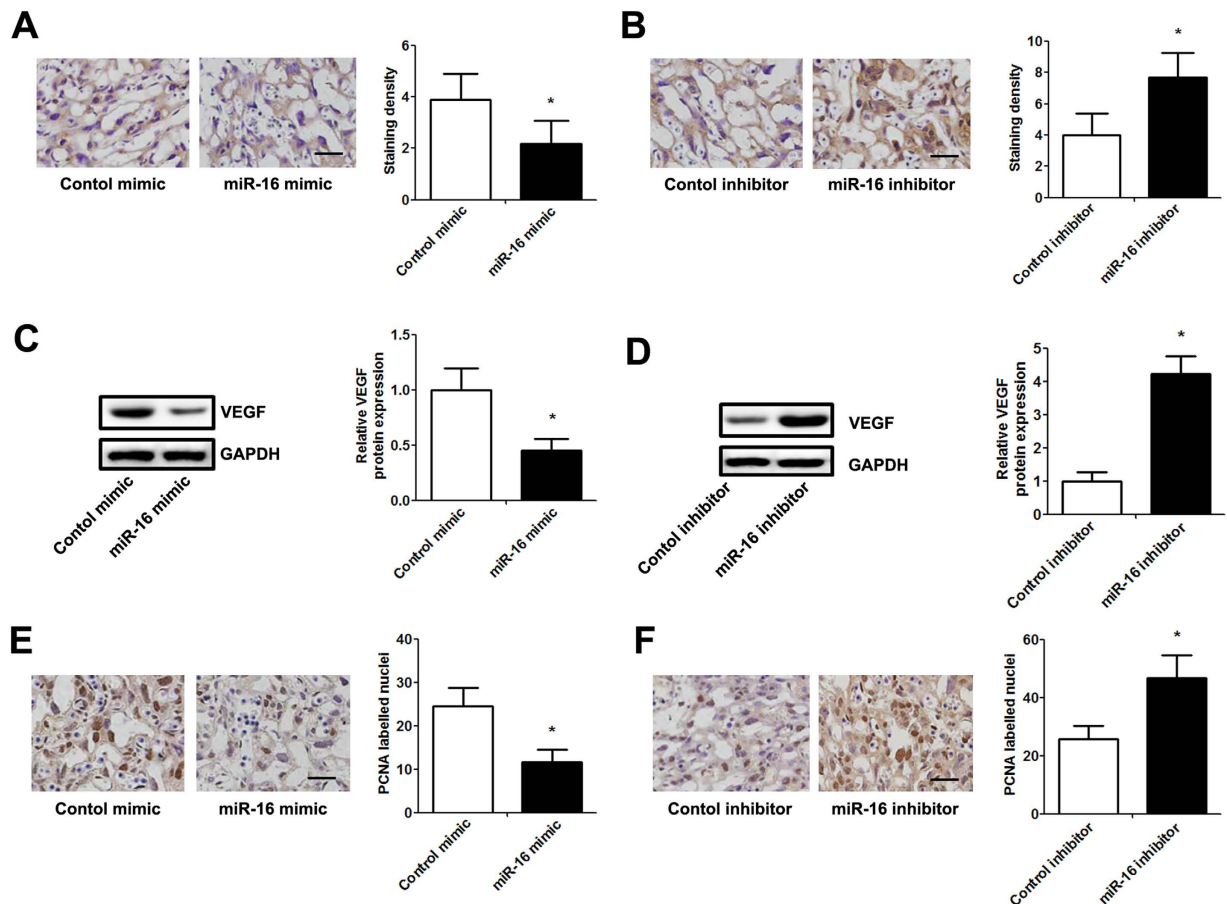 A
Contol mimic
miR-16 mimic
Staining density
6
4
2
0
*
Control mimic
miR-16 mimic
B
Contol inhibitor
miR-16 inhibitor
Staining density
10
8
6
4
2
0
*
Control inhibitor
miR-16 inhibitor
C
VEGF
GAPDH
Contol mimic
miR-16 mimic
Relative VEGF
protein expression
1.5
1.0
0.5
0.0
*
Control mimic
miR-16 mimic
D
VEGF
GAPDH
Contol inhibitor
miR-16 inhibitor
Relative VEGF
protein expression
5
4
3
2
1
0
*
Control inhibitor
miR-16 inhibitor
E
Contol mimic
miR-16 mimic
PCNA labelled nuclei
40
30
20
10
0
*
Control mimic
miR-16 mimic
F
Contol inhibitor
miR-16 inhibitor
PCNA labelled nuclei
60
40
20
0
*
Control inhibitor
miR-16 inhibitor